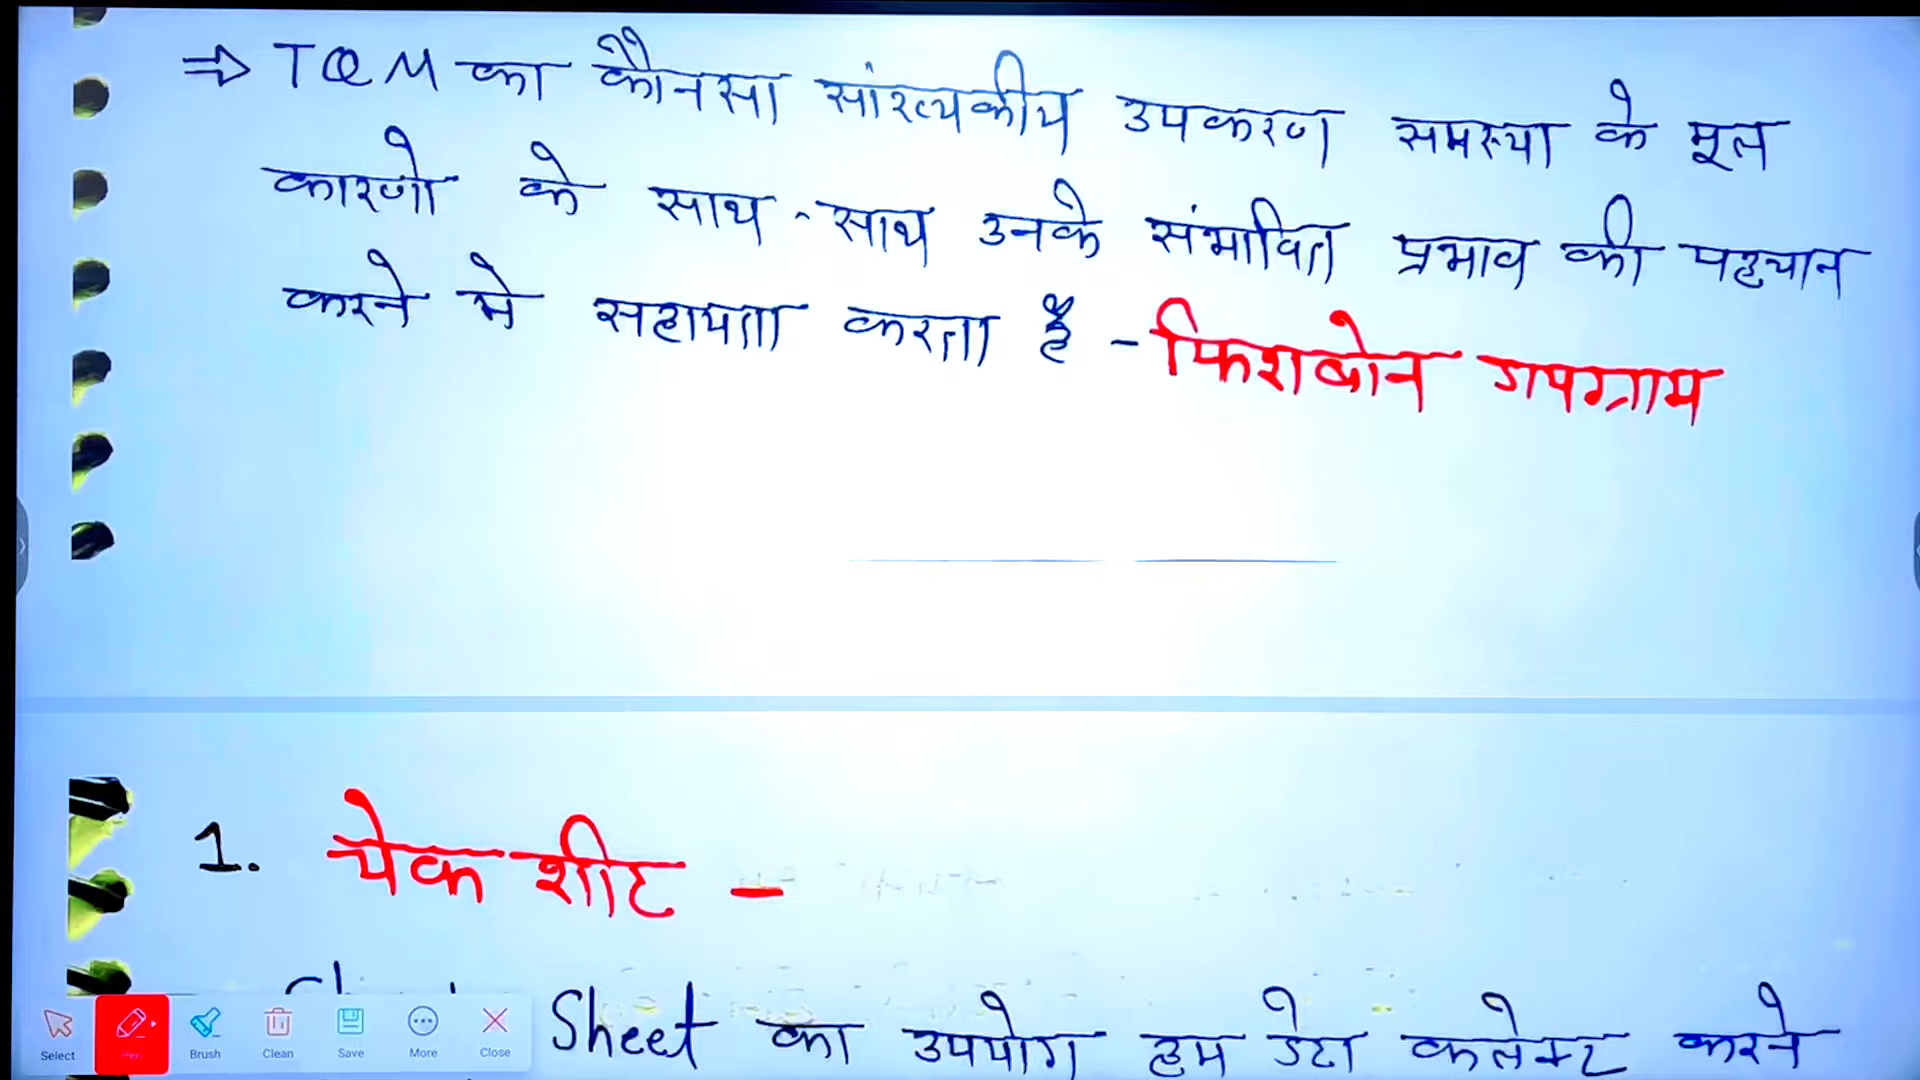 ⇒ TQM का कौनसा सांख्यकीय उपकरण समस्या के मूल
कारणो के साथ-साथ उनके संभावित प्रभाव की पहचान
करने मे सहायता करता है - फिशबोन डायग्राम
1. चेक शीट -
Sheet का उपयोग हम डेटा कलेक्ट करने
Select
Pen
Brush
Clean
Save
More
Close